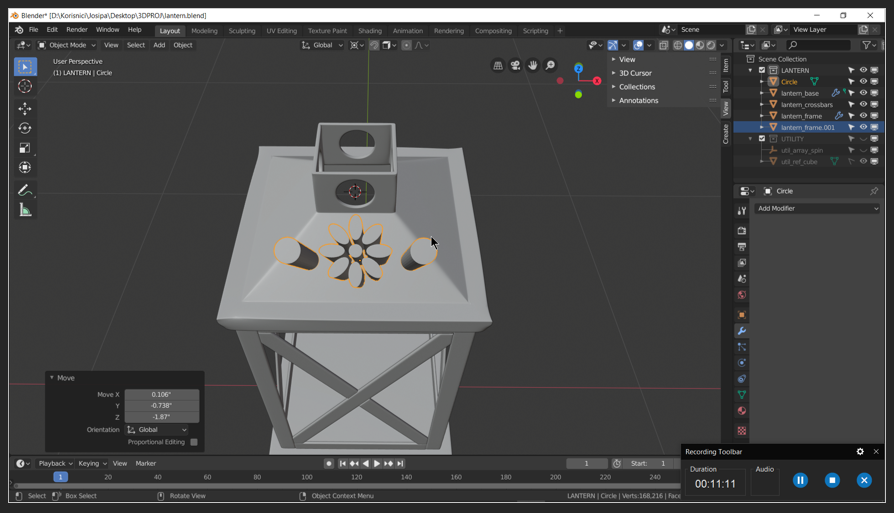 Blender* [D:\Korisnici\Josipa\Desktop\3DPROJ\lantern.blend]
File Edit Render Window Help Layout Modeling Sculpting UV Editing Texture Paint Shading Animation Rendering Compositing Scripting + Scene View Layer
Object Mode View Select Add Object Global
User Perspective
(1) LANTERN | Circle
X
Z
View
3D Cursor
Collections
Annotations
Item
Tool
View
Create
Scene Collection
LANTERN
Circle
lantern_base
lantern_crossbars
lantern_frame
lantern_frame.001
UTILITY
util_array_spin
util_ref_cube
Circle
Add Modifier
Move
Move X 0.106"
Y -0.738"
Z -1.87"
Orientation Global
Proportional Editing
Playback Keying View Marker 1 Start: 1
1 20 40 60 80 100 120 140 160 180 200 220 240
Select Box Select Rotate View Object Context Menu LANTERN | Circle | Verts:168,216 | Face
Recording Toolbar
Duration
00:11:11
Audio